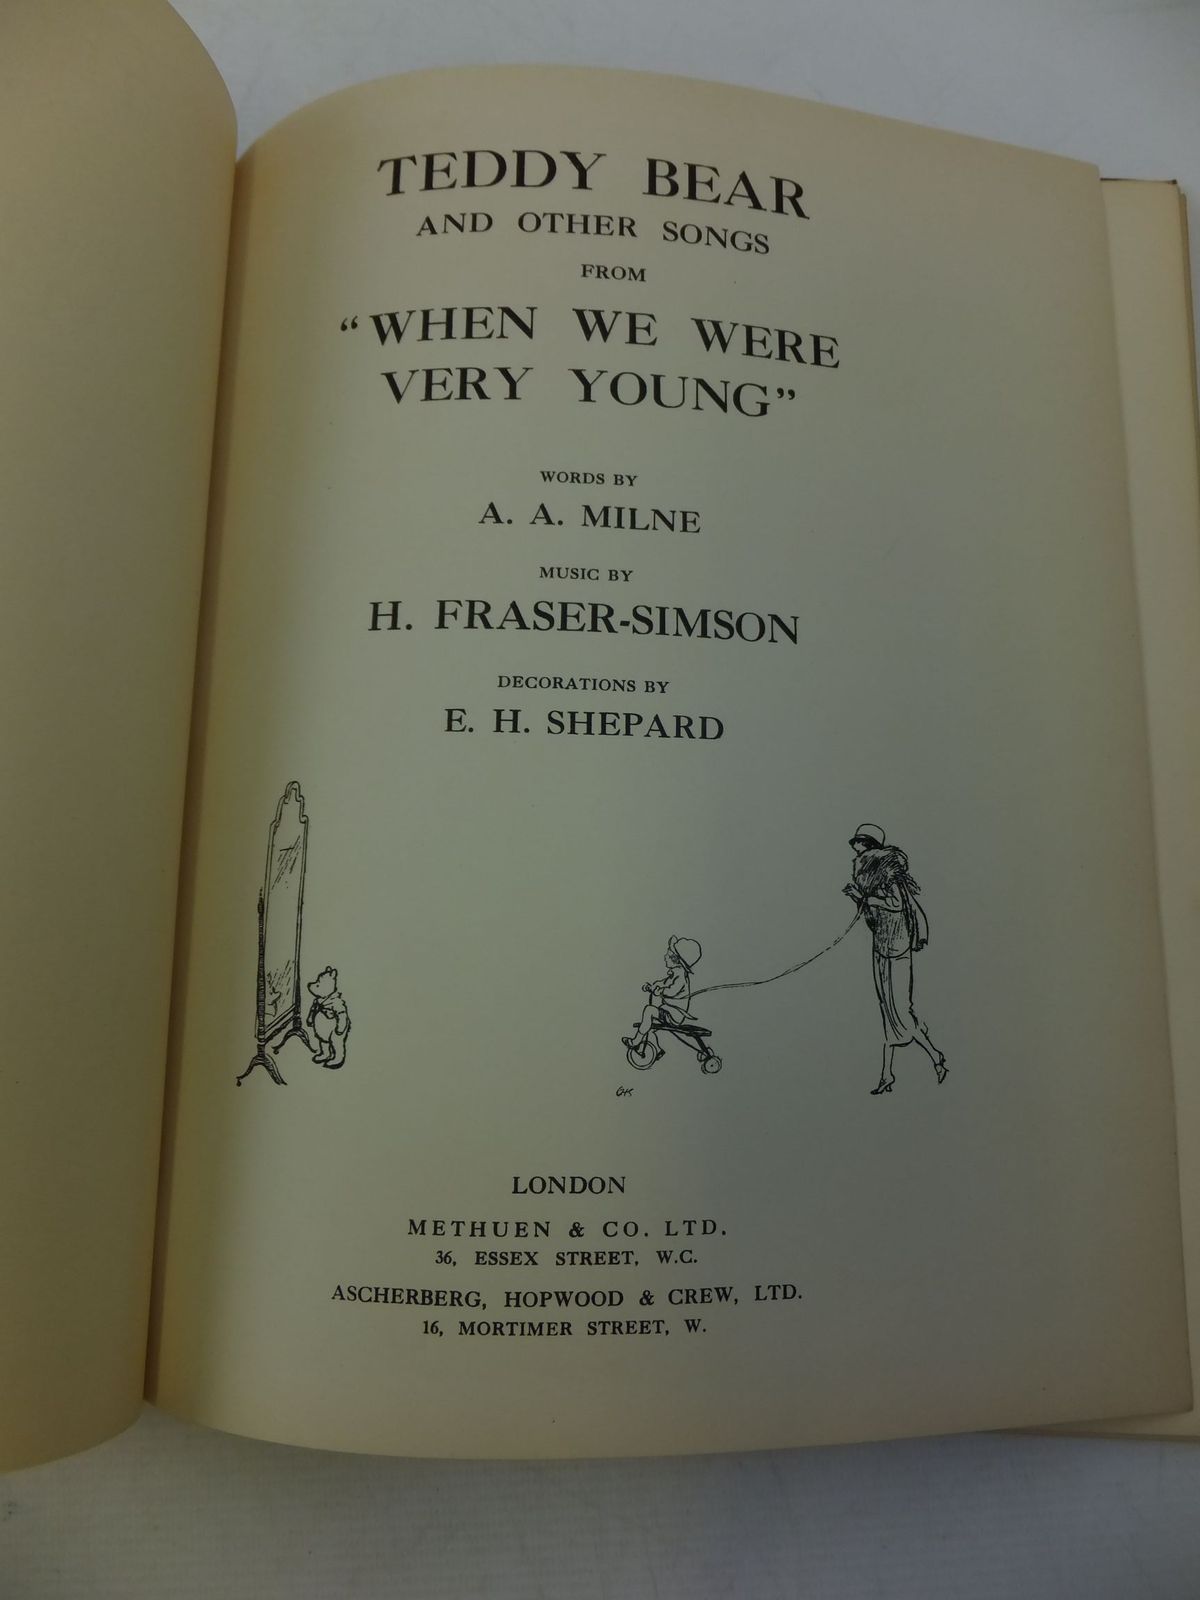 TEDDY BEAR
AND OTHER SONGS
FROM
“WHEN WE WERE
VERY YOUNG”
WORDS BY
A. A. MILNE
MUSIC BY
H. FRASER-SIMSON
DECORATIONS BY
E. H. SHEPARD
LONDON
METHUEN & CO. LTD.
36, ESSEX STREET, W.C.
ASCHERBERG, HOPWOOD & CREW, LTD.
16, MORTIMER STREET, W.